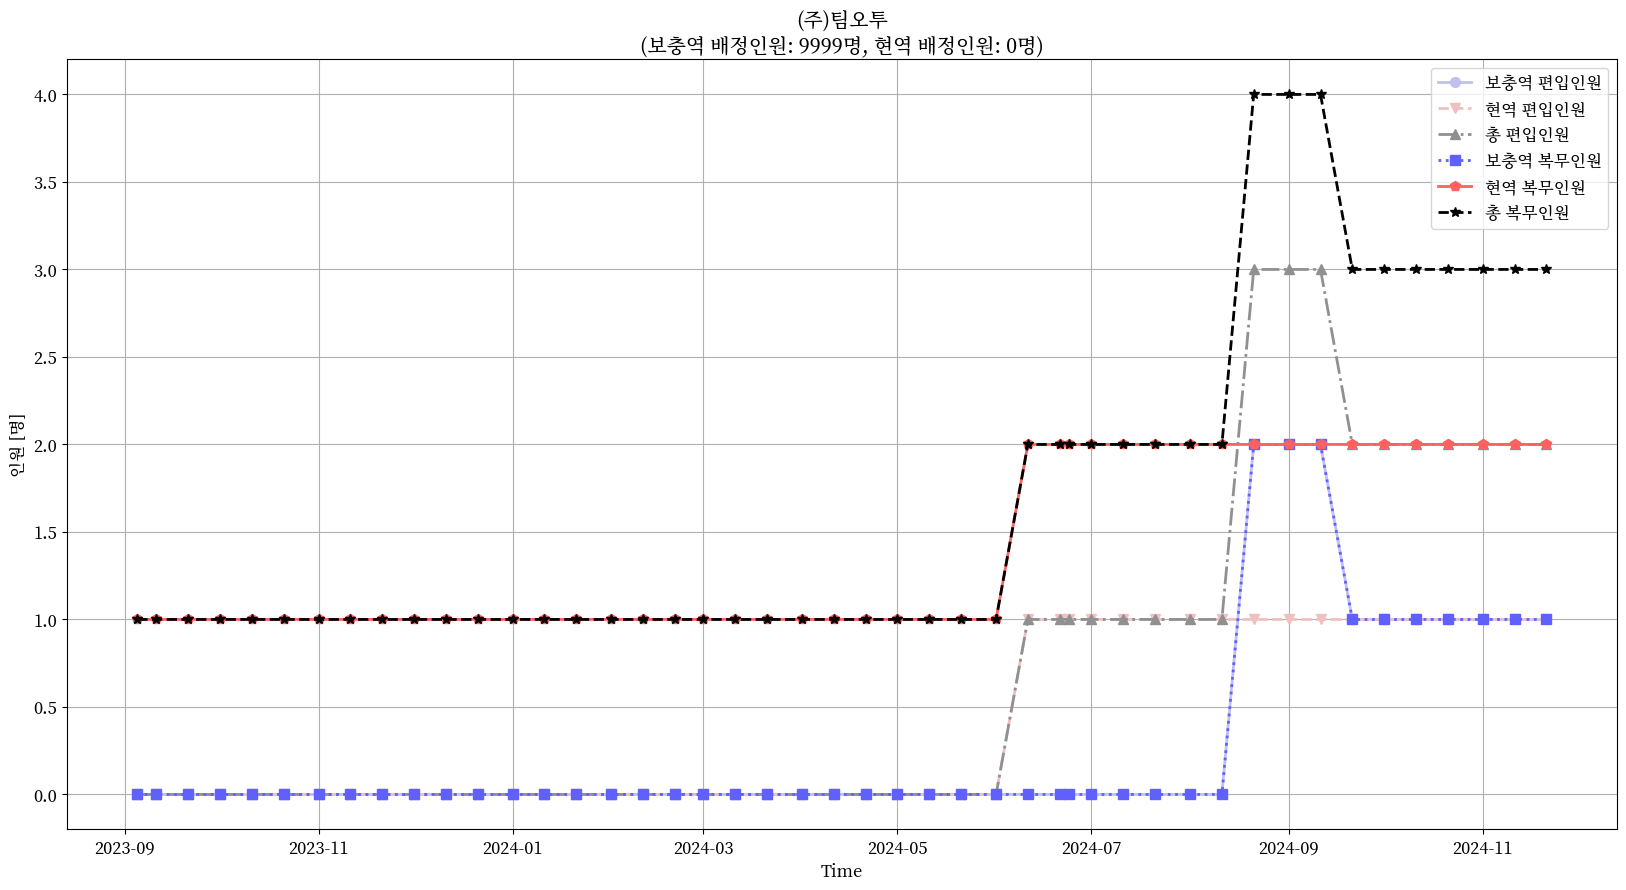 (주)팀오투
(보충역 배정인원: 9999명, 현역 배정인원: 0명)
보충역 편입인원
현역 편입인원
총 편입인원
보충역 복무인원
현역 복무인원
총 복무인원
인원 [명]
4.0
3.5
3.0
2.5
2.0
1.5
1.0
0.5
0.0
2023-09 2023-11 2024-01 2024-03 2024-05 2024-07 2024-09 2024-11
Time